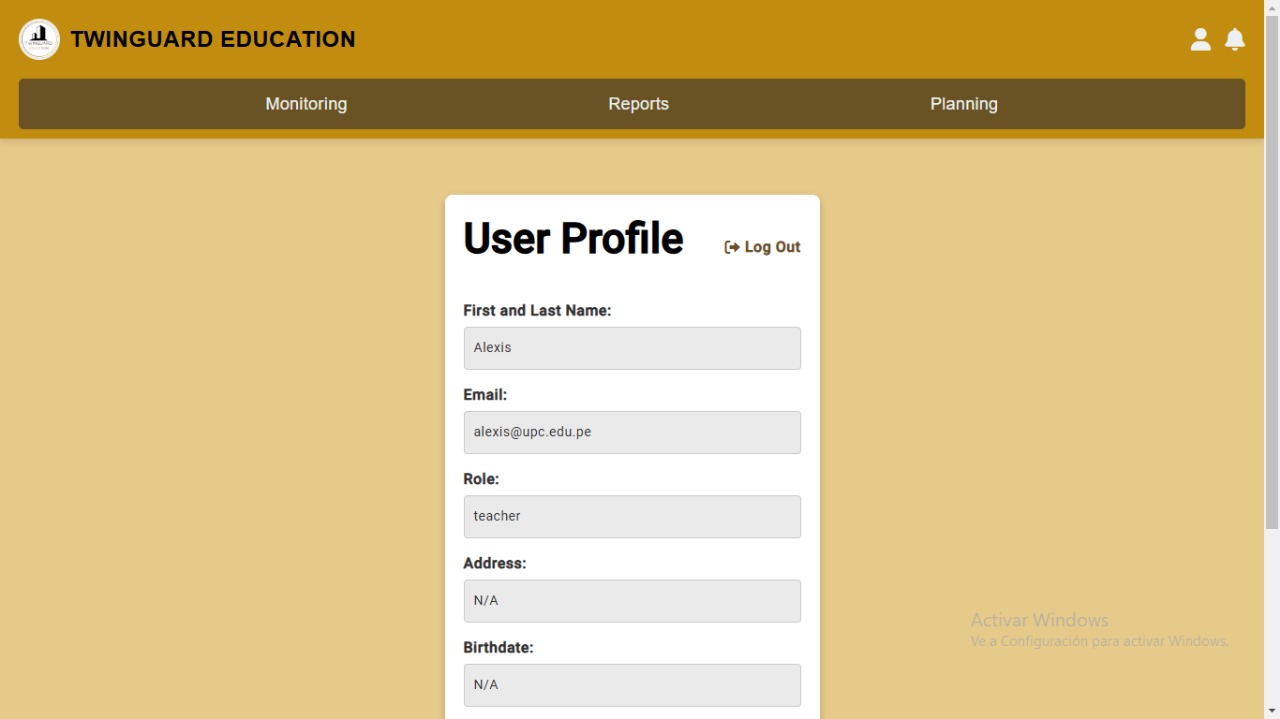 TWINGUARD EDUCATION
Monitoring
Reports
Planning
User Profile
Log Out
First and Last Name:
Alexis
Email:
alexis@upc.edu.pe
Role:
teacher
Address:
N/A
Birthdate:
N/A
Activar Windows
Ve a Configuración para activar Windows.